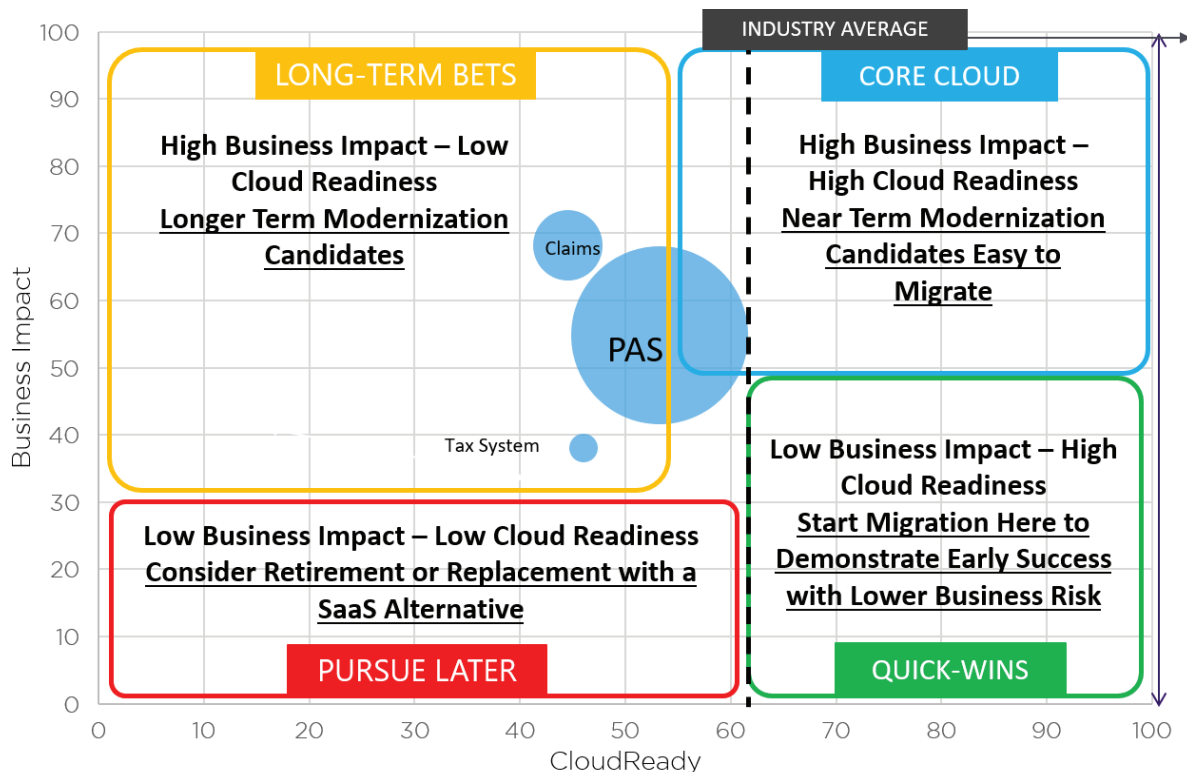 INDUSTRY AVERAGE
LONG-TERM BETS
High Business Impact – Low
Cloud Readiness
Longer Term Modernization
Candidates
CORE CLOUD
High Business Impact –
High Cloud Readiness
Near Term Modernization
Candidates Easy to
Migrate
Claims
PAS
Tax System
Low Business Impact – Low Cloud Readiness
Consider Retirement or Replacement with a
SaaS Alternative
PURSUE LATER
Low Business Impact – High
Cloud Readiness
Start Migration Here to
Demonstrate Early Success
with Lower Business Risk
QUICK-WINS
Business Impact
100
90
80
70
60
50
40
30
20
10
0
0 10 20 30 40 50 60 70 80 90 100
CloudReady